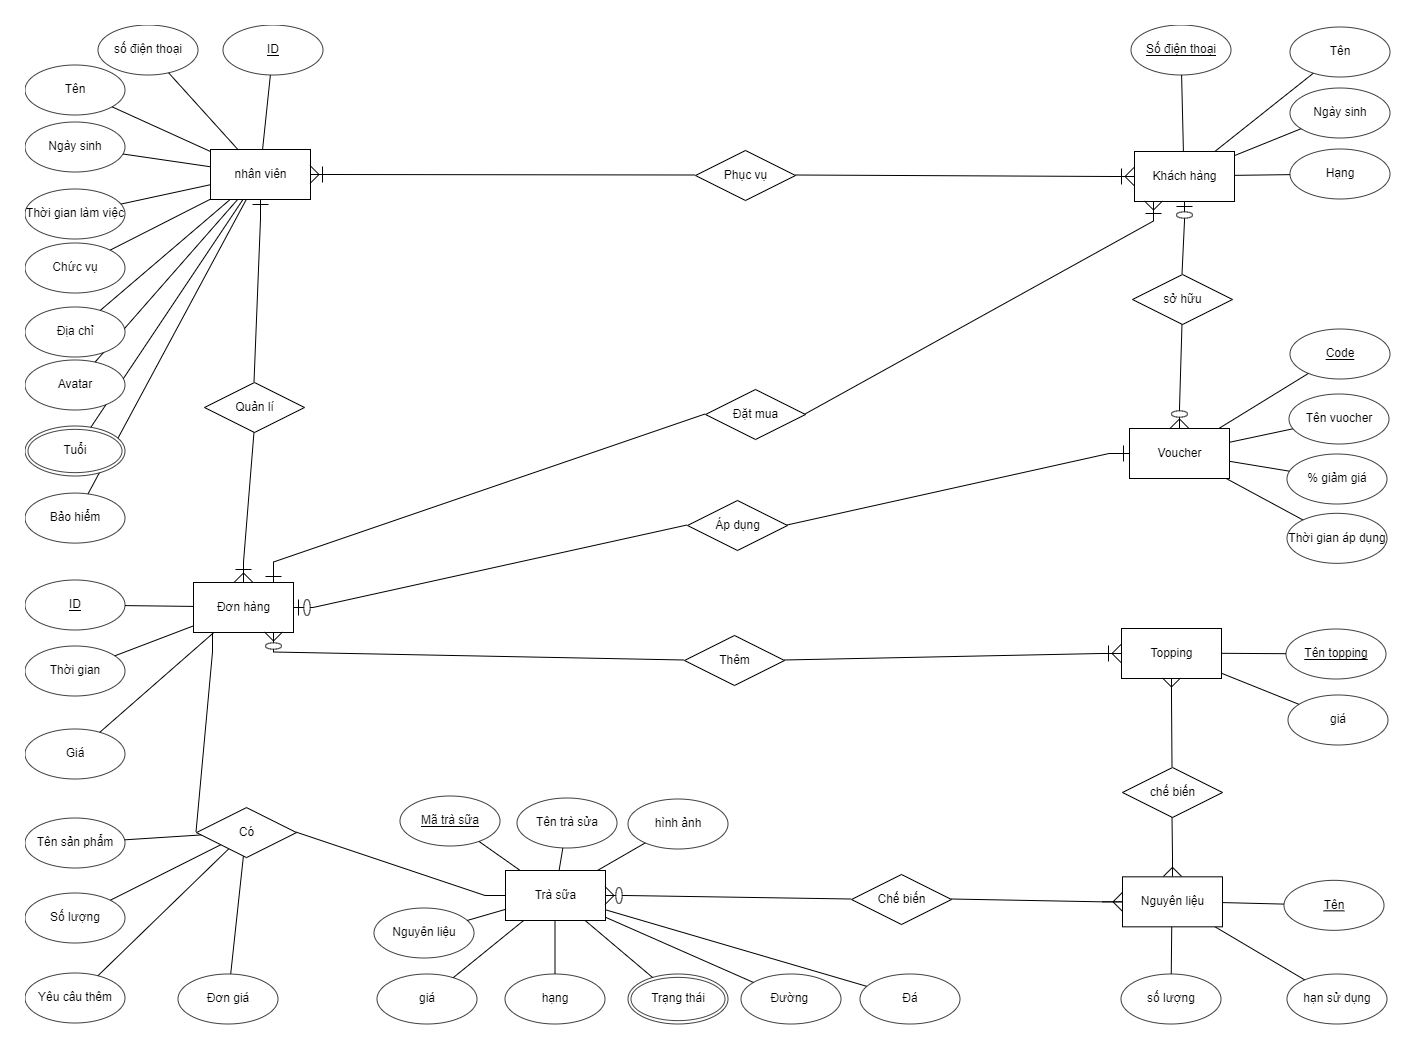 số điện thoại
ID
Số điện thoại
Tên
Tên
Ngày sinh
Ngày sinh
nhân viên
Phục vụ
Khách hàng
Hạng
Thời gian làm việc
Chức vụ
sở hữu
Địa chỉ
Code
Avatar
Quản lí
Đặt mua
Tên vuocher
Tuổi
Voucher
% giảm giá
Bảo hiểm
Áp dụng
Thời gian áp dụng
ID
Đơn hàng
Thời gian
Thêm
Topping
Tên topping
giá
Giá
chế biến
Tên sản phẩm
Có
Mã trà sữa
Tên trà sửa
hình ảnh
Trà sữa
Chế biến
Nguyên liệu
Tên
Số lượng
Nguyên liệu
Yêu câu thêm
Đơn giá
giá
hạng
Trạng thái
Đường
Đá
số lượng
hạn sử dụng